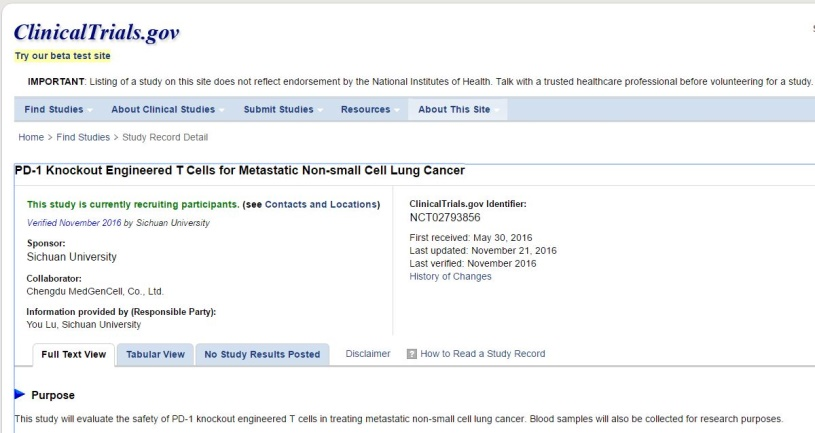 ClinicalTrials.gov
Try our beta test site
IMPORTANT: Listing of a study on this site does not reflect endorsement by the National Institutes of Health. Talk with a trusted healthcare professional before volunteering for a study.
Find Studies About Clinical Studies Submit Studies Resources About This Site
Home > Find Studies > Study Record Detail
PD-1 Knockout Engineered T Cells for Metastatic Non-small Cell Lung Cancer
This study is currently recruiting participants. (see Contacts and Locations)
Verified November 2016 by Sichuan University
Sponsor:
Sichuan University
Collaborator:
Chengdu MedGenCell, Co., Ltd.
Information provided by (Responsible Party):
You Lu, Sichuan University
ClinicalTrials.gov Identifier:
NCT02793856
First received: May 30, 2016
Last updated: November 21, 2016
Last verified: November 2016
History of Changes
Full Text View Tabular View No Study Results Posted Disclaimer ? How to Read a Study Record
Purpose
This study will evaluate the safety of PD-1 knockout engineered T cells in treating metastatic non-small cell lung cancer. Blood samples will also be collected for research purposes.